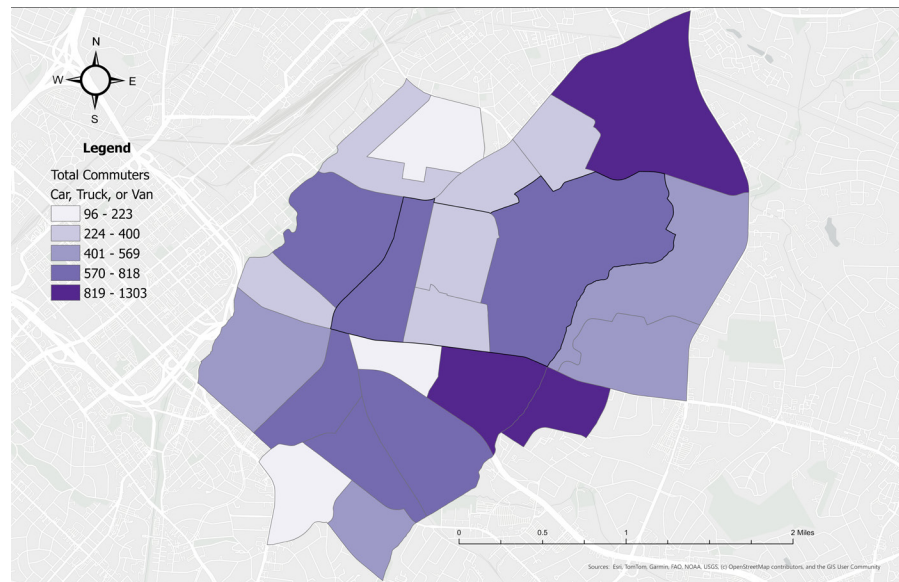 N
W
E
S
Legend
Total Commuters
Car, Truck, or Van
96 - 223
224 - 400
401 - 569
570 - 818
819 - 1303
0
0.5
1
2 Miles
Sources: Esri, TomTom, Garmin, FAO, NOAA, USGS, (c) OpenStreetMap contributors, and the GIS User Community